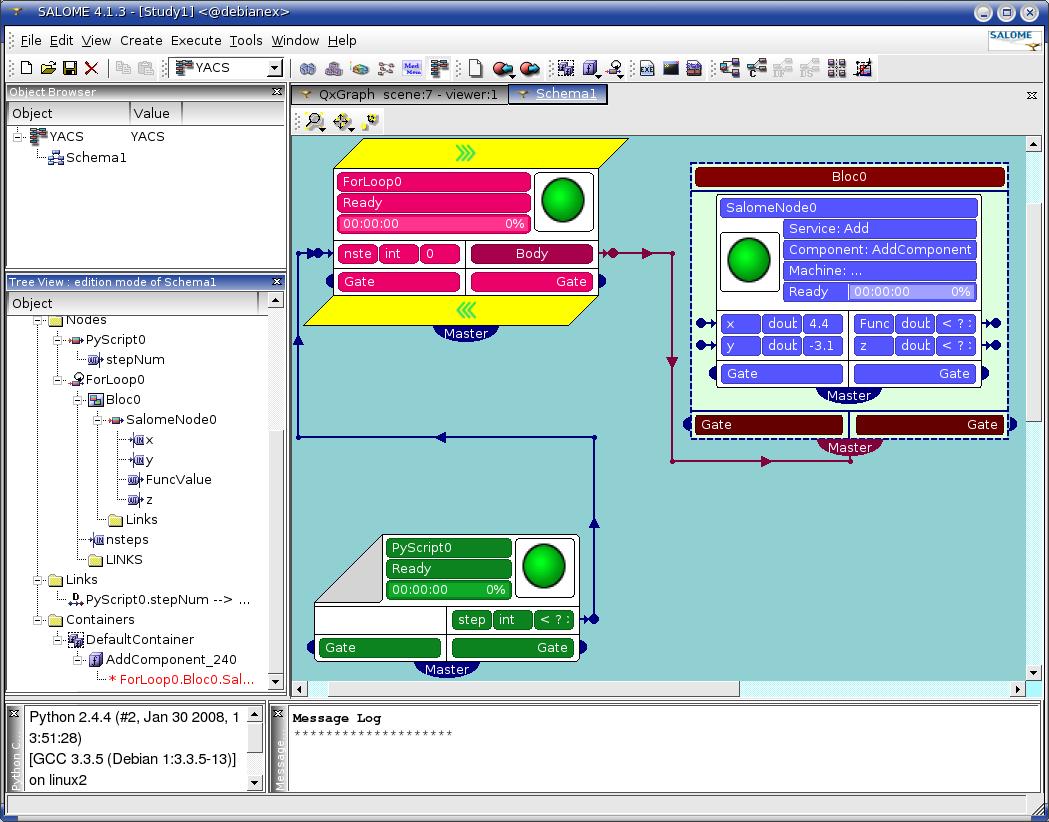 SALOME 4.1.3 - [Study1] <@debianex>
File Edit View Create Execute Tools Window Help
SALOME
YACS
Object Browser
Object Value
YACS YACS
Schema1
Tree View : edition mode of Schema1
Object
Nodes
PyScript0
stepNum
ForLoop0
Bloc0
SalomeNode0
x
y
FuncValue
z
Links
nsteps
LINKS
Links
PyScript0.stepNum --> ...
Containers
DefaultContainer
AddComponent_240
* ForLoop0.Bloc0.Sal...
QxGraph scene:7 - viewer:1 Schema1
ForLoop0
Ready
00:00:00 0%
nste int 0 Body
Gate Gate
Master
Bloc0
SalomeNode0
Service: Add
Component: AddComponent
Machine: ...
Ready 00:00:00 0%
x doub 4.4 Func doub < ? :
y doub -3.1 z doub < ? :
Gate Gate
Master
Gate Gate
Master
PyScript0
Ready
00:00:00 0%
step int < ? :
Gate Gate
Master
Python C...
Python 2.4.4 (#2, Jan 30 2008, 1
3:51:28)
[GCC 3.3.5 (Debian 1:3.3.5-13)]
on linux2
Message...
Message Log
********************